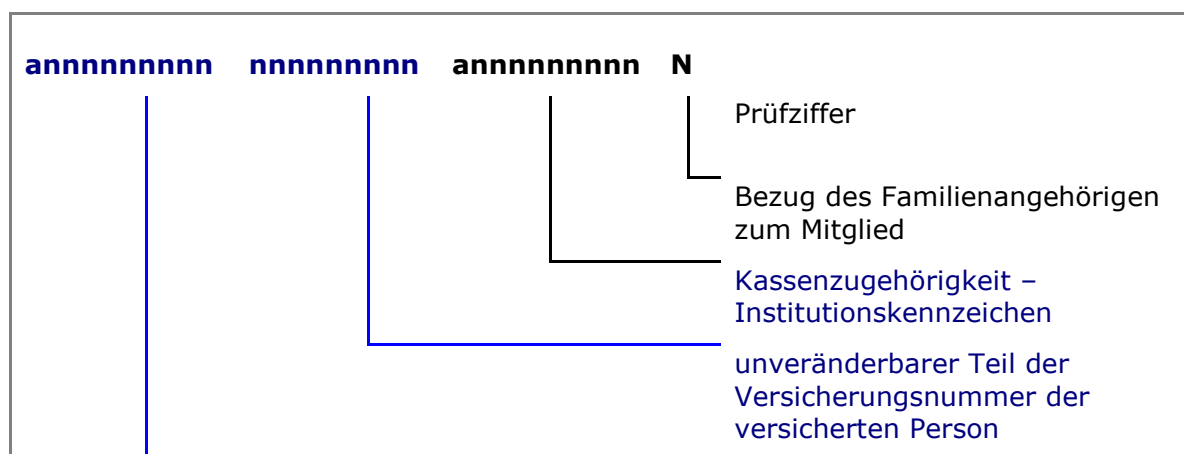 annnnnnnnn nnnnnnnnn annnnnnnnn N
Prüfziffer
Bezug des Familienangehörigen
zum Mitglied
Kassenzugehörigkeit –
Institutionskennzeichen
unveränderbarer Teil der
Versicherungsnummer der
versicherten Person